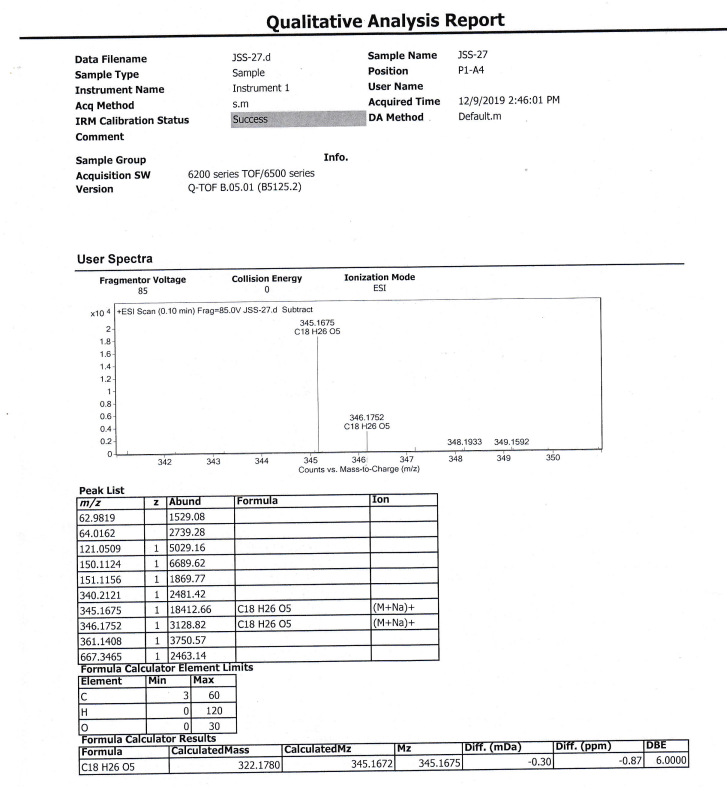 Qualitative Analysis Report
Data Filename JSS-27.d Sample Name JSS-27
Sample Type Sample Position P1-A4
Instrument Name Instrument 1 User Name
Acq Method s.m Acquired Time 12/9/2019 2:46:01 PM
IRM Calibration Status Success DA Method Default.m
Comment
Sample Group Info.
Acquisition SW 6200 series TOF/6500 series
Version Q-TOF B.05.01 (B5125.2)
User Spectra
Fragmentor Voltage Collision Energy Ionization Mode
85 0 ESI
x10 4 +ESI Scan (0.10 min) Frag=85.0V JSS-27.d Subtract
345.1675
C18 H26 O5
2
1.8
1.6
1.4
1.2
1
0.8
0.6
0.4
0.2
0
346.1752
C18 H26 O5
348.1933 349.1592
342 343 344 345 346 347 348 349 350
Counts vs. Mass-to-Charge (m/z)
Peak List
m/z z Abund Formula Ion
62.9819 1529.08
64.0162 2739.28
121.0509 1 5029.16
150.1124 1 6689.62
151.1156 1 1869.77
340.2121 1 2481.42
345.1675 1 18412.66 C18 H26 O5 (M+Na)+
346.1752 1 3128.82 C18 H26 O5 (M+Na)+
361.1408 1 3750.57
667.3465 1 2463.14
Formula Calculator Element Limits
Element Min Max
C 3 60
H 0 120
O 0 30
Formula Calculator Results
Formula CalculatedMass CalculatedMz Mz Diff. (mDa) Diff. (ppm) DBE
C18 H26 O5 322.1780 345.1672 345.1675 -0.30 -0.87 6.0000